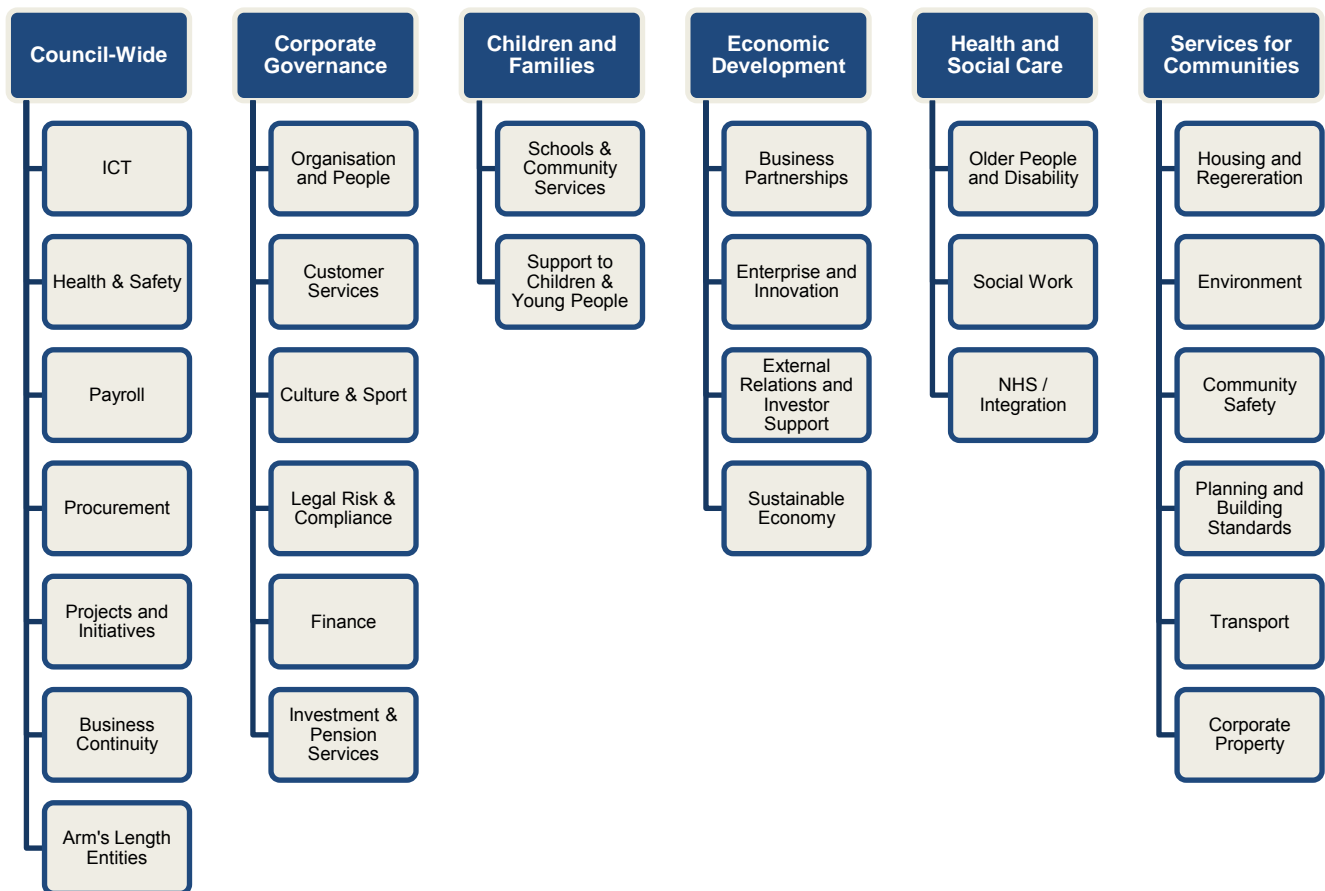 Council-Wide
ICT
Health & Safety
Payroll
Procurement
Projects and
Initiatives
Business
Continuity
Arm's Length
Entities
Corporate
Governance
Organisation
and People
Customer
Services
Culture & Sport
Legal Risk &
Compliance
Finance
Investment &
Pension
Services
Children and
Families
Schools &
Community
Services
Support to
Children &
Young People
Economic
Development
Business
Partnerships
Enterprise and
Innovation
External
Relations and
Investor
Support
Sustainable
Economy
Health and
Social Care
Older People
and Disability
Social Work
NHS /
Integration
Services for
Communities
Housing and
Regereration
Environment
Community
Safety
Planning and
Building
Standards
Transport
Corporate
Property